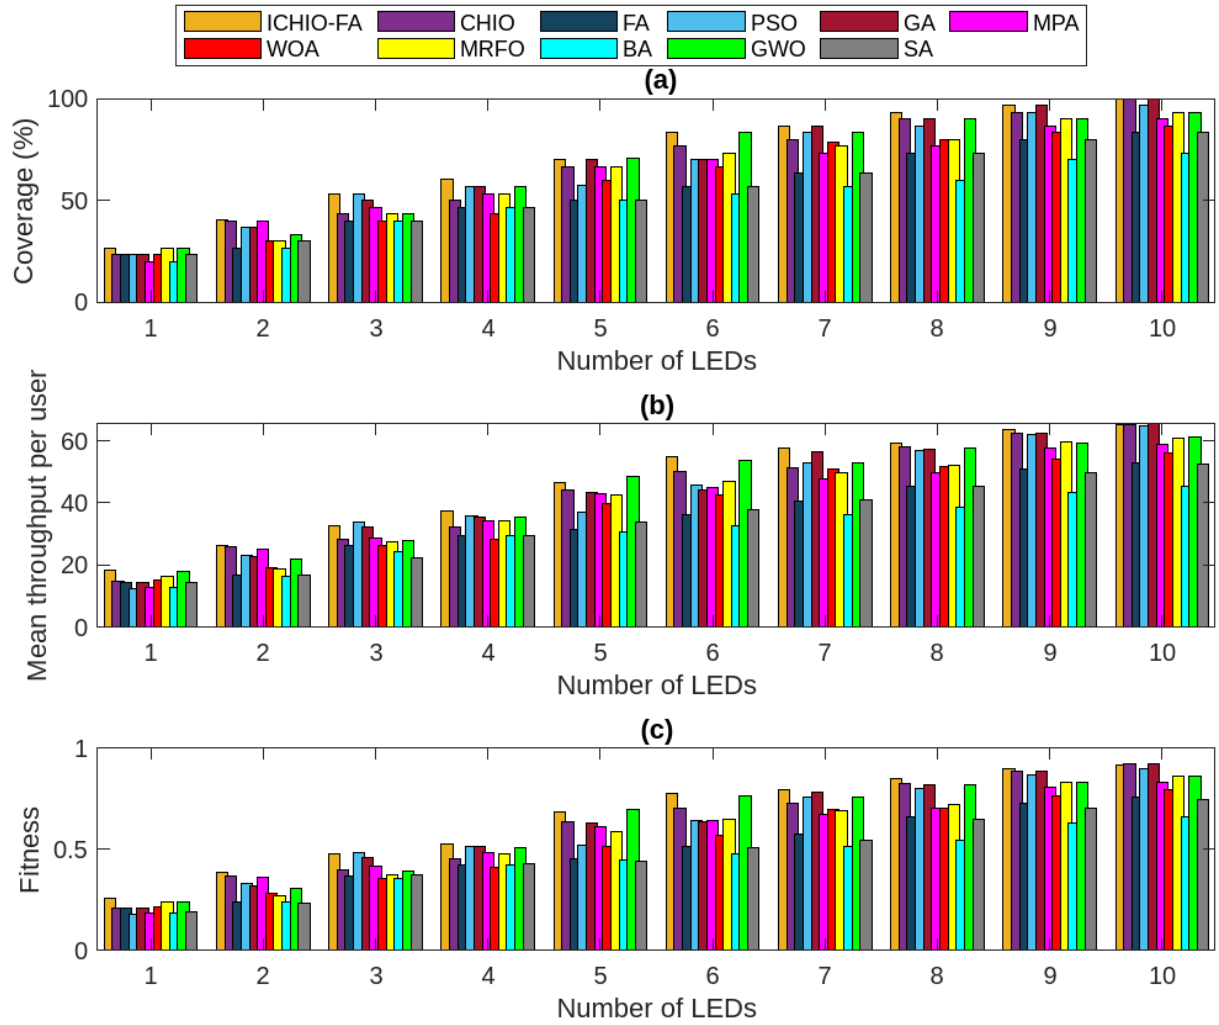 ICHIO-FA CHIO FA PSO GA MPA
WOA MRFO BA GWO SA
(a)
Coverage (%)
100
50
0
1 2 3 4 5 6 7 8 9 10
Number of LEDs
(b)
Mean throughput per user
60
40
20
0
1 2 3 4 5 6 7 8 9 10
Number of LEDs
(c)
Fitness
1
0.5
0
1 2 3 4 5 6 7 8 9 10
Number of LEDs